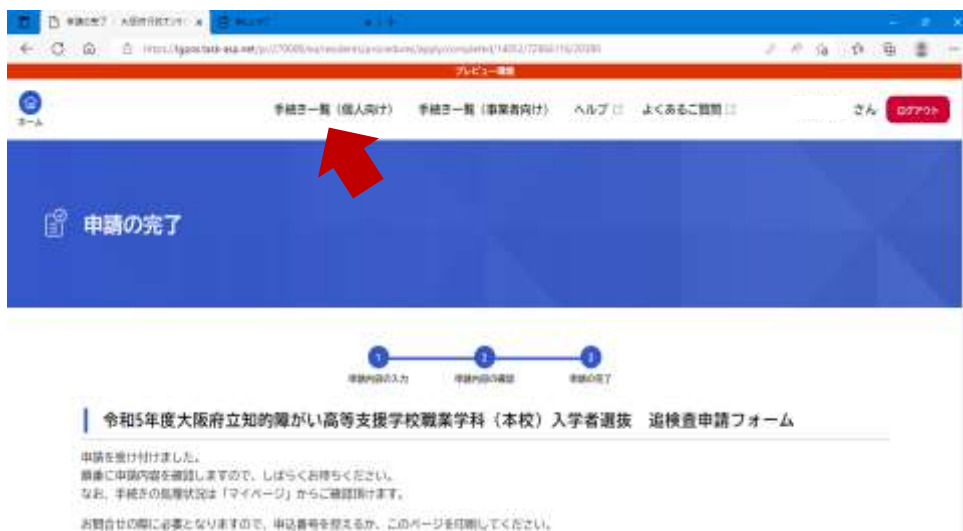 申請の完了
プレビュー環境
ホーム
手続き一覧（個人向け） 手続き一覧（事業者向け） ヘルプ よくあるご質問 さん ログアウト
申請の完了
1 2 3
申請内容の入力 申請内容の確認 申請の完了
令和5年度大阪府立知的障がい高等支援学校職業学科（本校）入学者選抜 追検査申請フォーム
申請を受け付けました。
順番に申請内容を確認しますので、しばらくお待ちください。
なお、手続きの処理状況は「マイページ」からご確認頂けます。
お問合せの際に必要となりますので、申込番号を控えるか、このページを印刷してください。